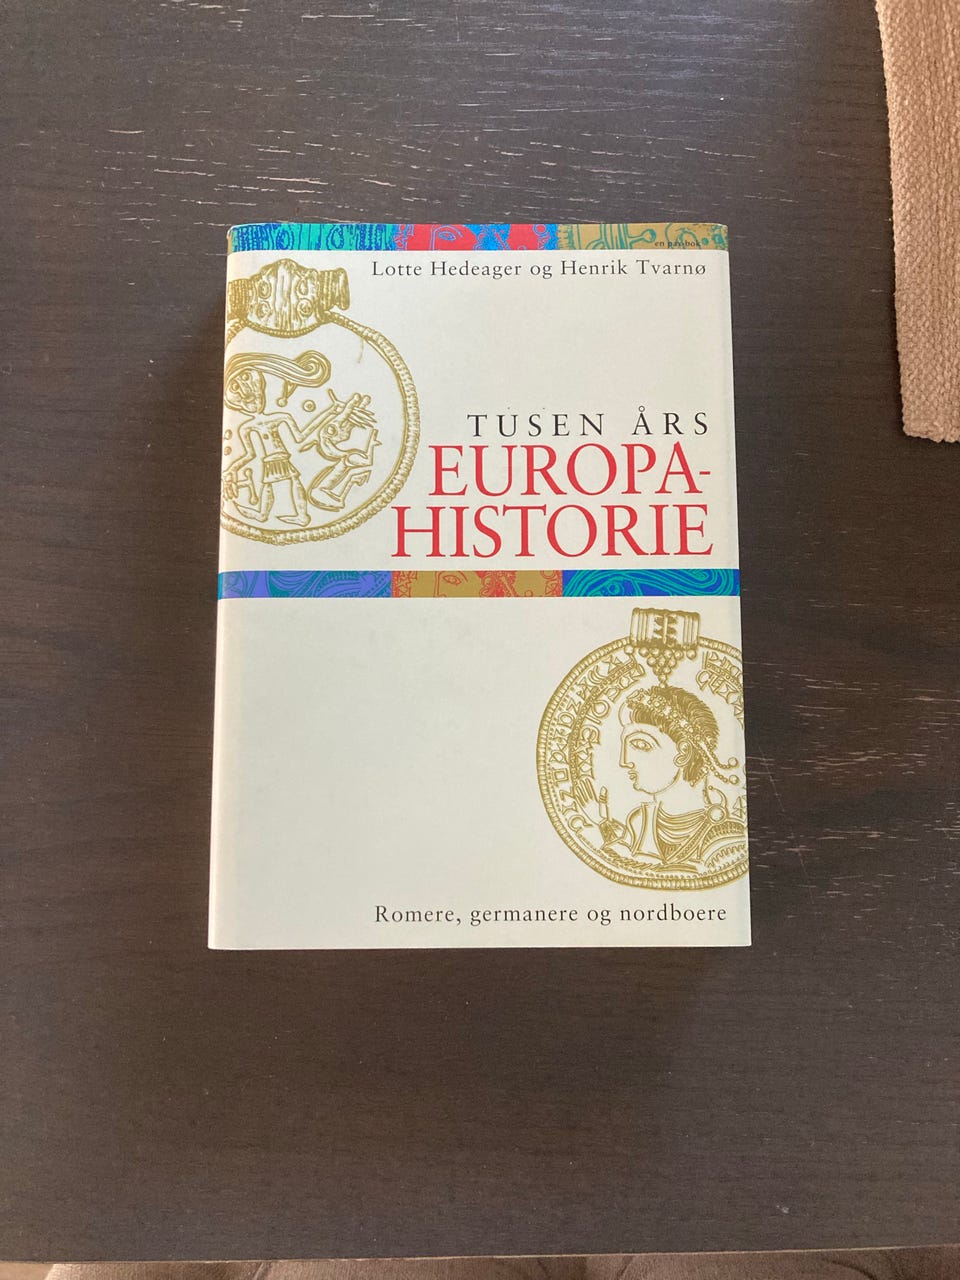 en pax-bok
Lotte Hedeager og Henrik Tvarnø
TUSEN ÅRS
EUROPA-
HISTORIE
Romere, germanere og nordboere